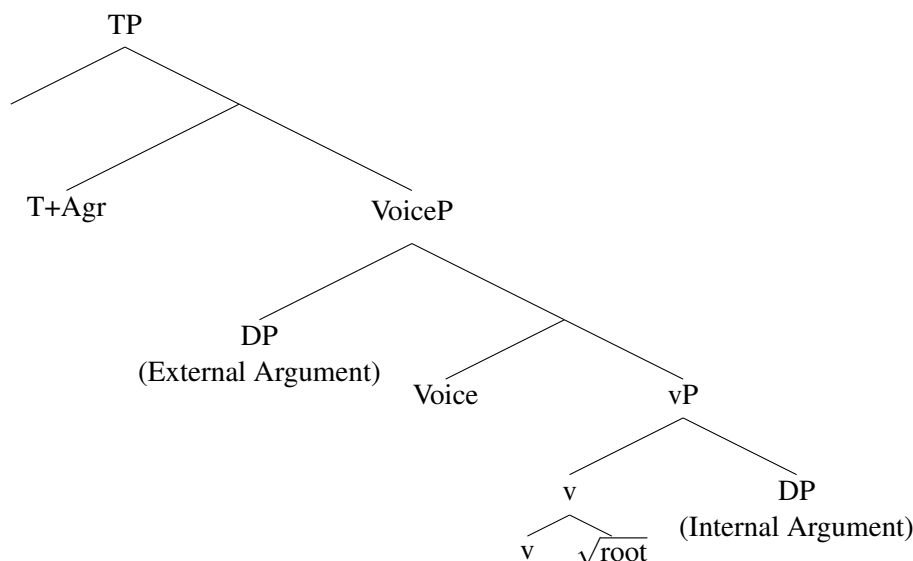 TP
T+Agr
VoiceP
DP
(External Argument)
Voice
vP
v
DP
(Internal Argument)
v
√root